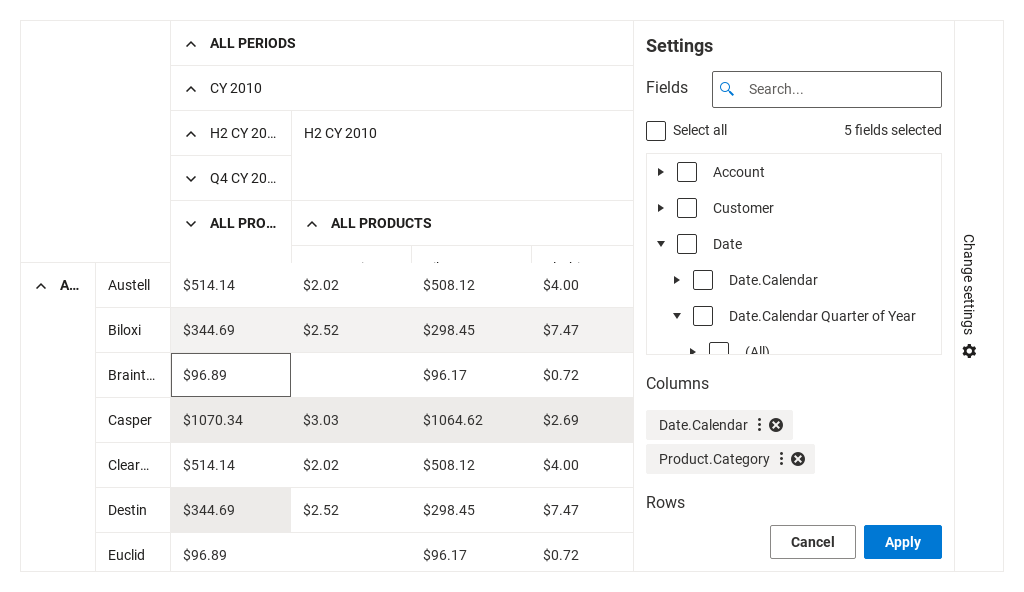 ALL PERIODS
CY 2010
H2 CY 20...
H2 CY 2010
Q4 CY 20...
ALL PRO...
ALL PRODUCTS
A...
Austell $514.14 $2.02 $508.12 $4.00
Biloxi $344.69 $2.52 $298.45 $7.47
Braint... $96.89 $96.17 $0.72
Casper $1070.34 $3.03 $1064.62 $2.69
Clear... $514.14 $2.02 $508.12 $4.00
Destin $344.69 $2.52 $298.45 $7.47
Euclid $96.89 $96.17 $0.72
Settings
Fields
Search...
Select all
5 fields selected
Account
Customer
Date
Date.Calendar
Date.Calendar Quarter of Year
(All)
Columns
Date.Calendar
Product.Category
Rows
Cancel
Apply
Change settings